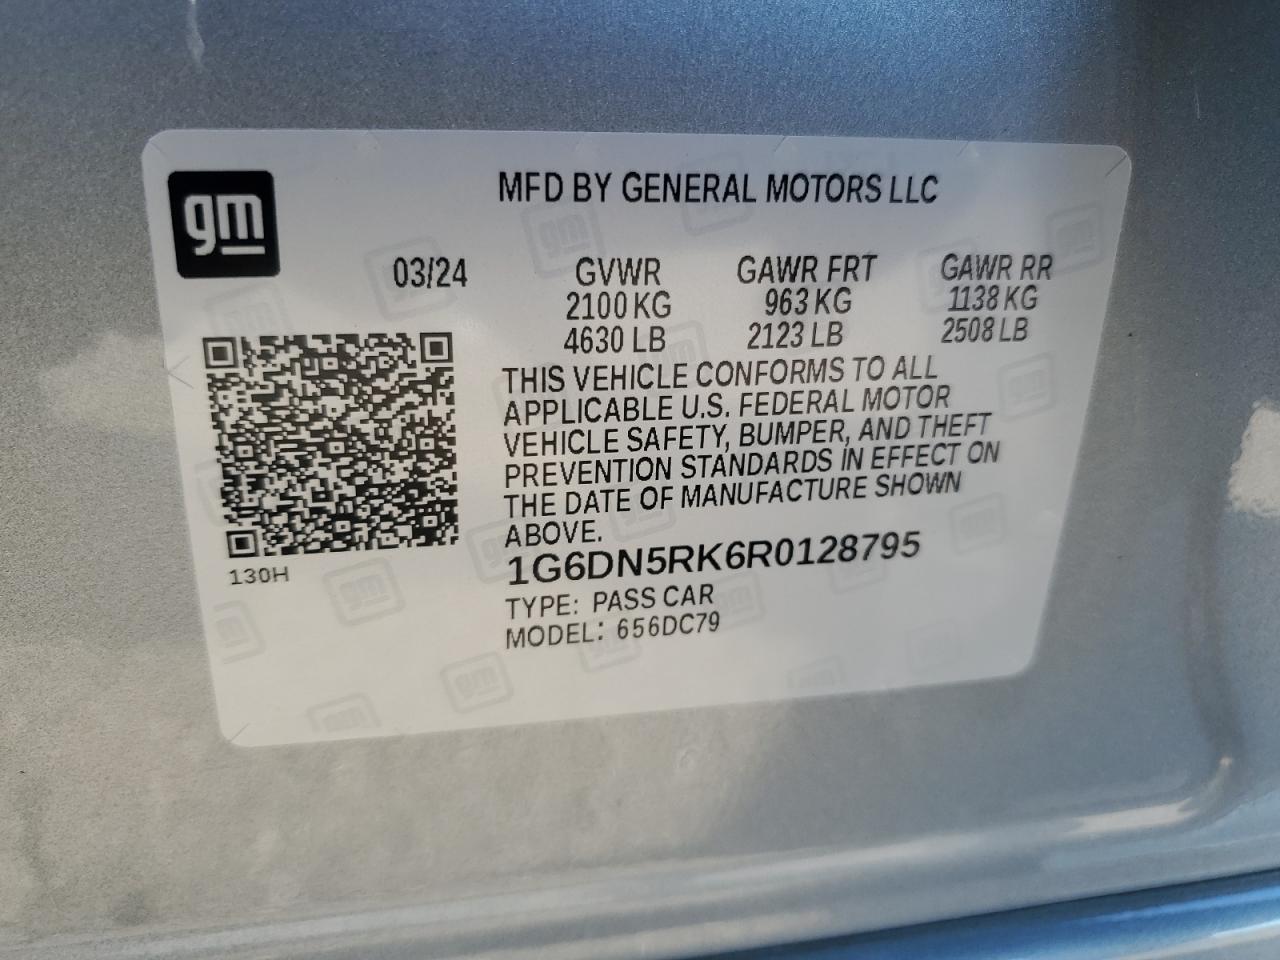 gm
MFD BY GENERAL MOTORS LLC
03/24 GVWR GAWR FRT GAWR RR
2100 KG 963 KG 1138 KG
4630 LB 2123 LB 2508 LB
THIS VEHICLE CONFORMS TO ALL
APPLICABLE U.S. FEDERAL MOTOR
VEHICLE SAFETY, BUMPER, AND THEFT
PREVENTION STANDARDS IN EFFECT ON
THE DATE OF MANUFACTURE SHOWN
ABOVE.
130H
1G6DN5RK6R0128795
TYPE: PASS CAR
MODEL: 656DC79